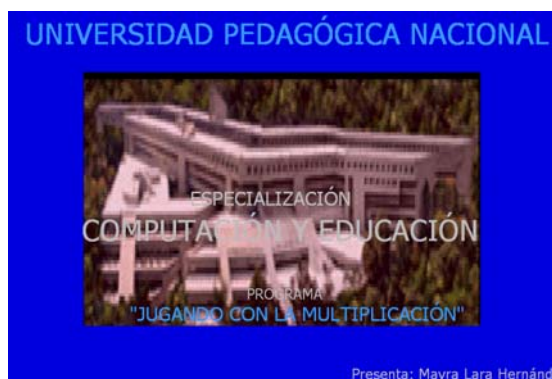 UNIVERSIDAD PEDAGÓGICA NACIONAL
ESPECIALIZACIÓN
COMPUTACIÓN Y EDUCACIÓN
PROGRAMA
"JUGANDO CON LA MULTIPLICACIÓN"
Presenta: Mayra Lara Hernánd